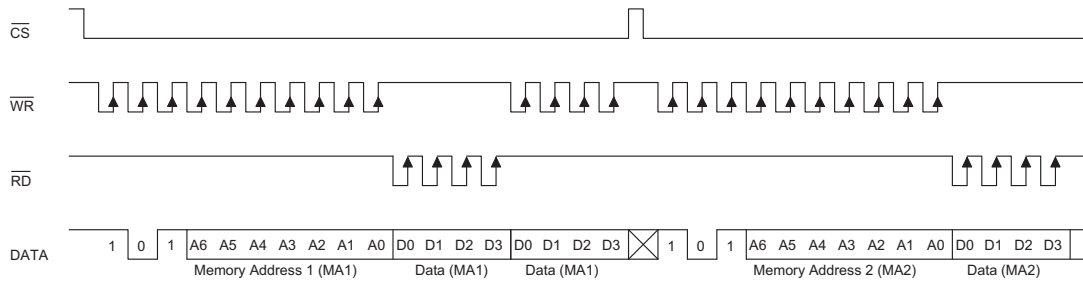 CS
WR
RD
DATA 1 0 1 A6 A5 A4 A3 A2 A1 A0 D0 D1 D2 D3 D0 D1 D2 D3 1 0 1 A6 A5 A4 A3 A2 A1 A0 D0 D1 D2 D3
Memory Address 1 (MA1) Data (MA1) Data (MA1) Memory Address 2 (MA2) Data (MA2)